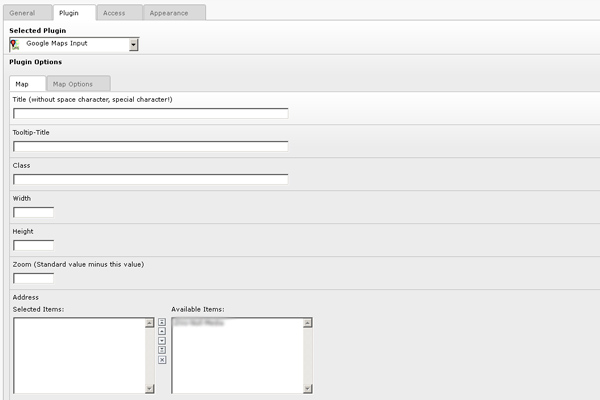 General Plugin Access Appearance
Selected Plugin
Google Maps Input
Plugin Options
Map Map Options
Title (without space character, special character!)
Tooltip-Title
Class
Width
Height
Zoom (Standard value minus this value)
Address
Selected Items: Available Items: